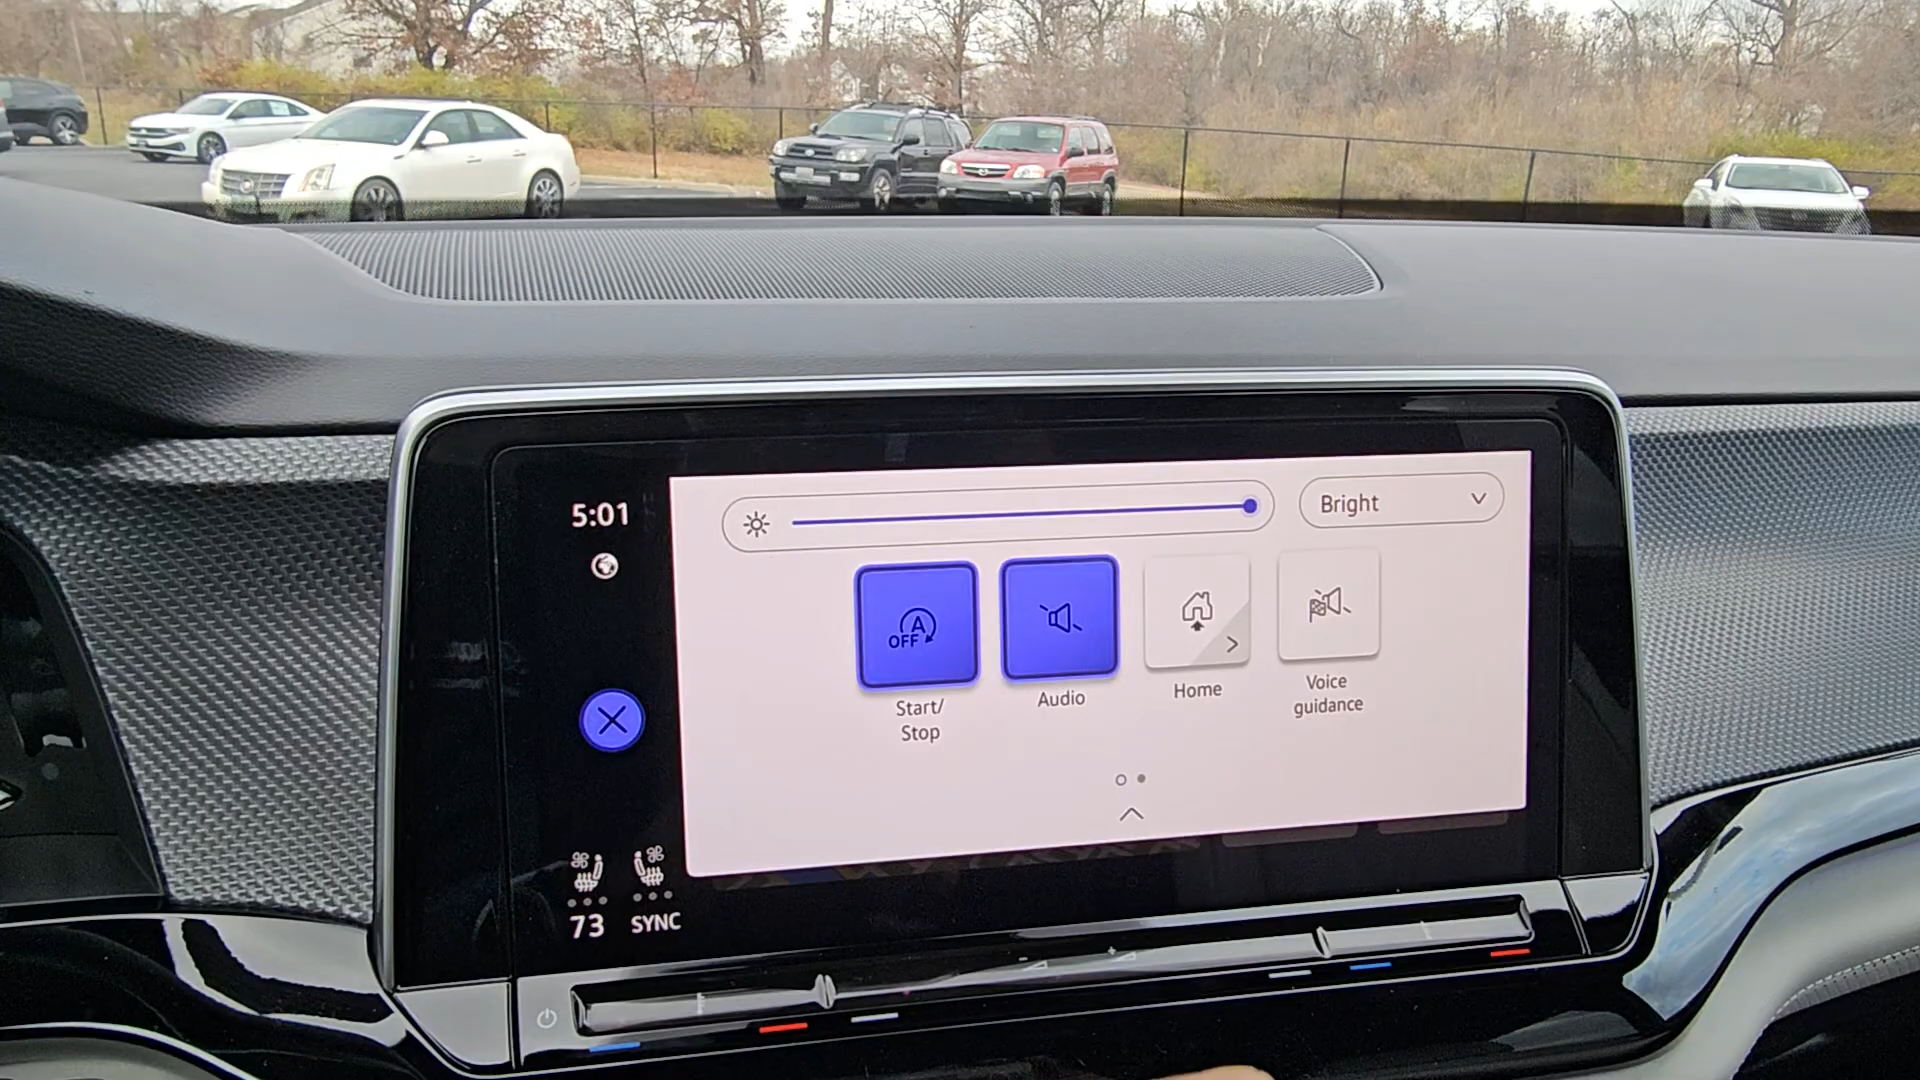 5:01
Bright
A
OFF
Start/
Stop
Audio
Home
Voice
guidance
73
SYNC